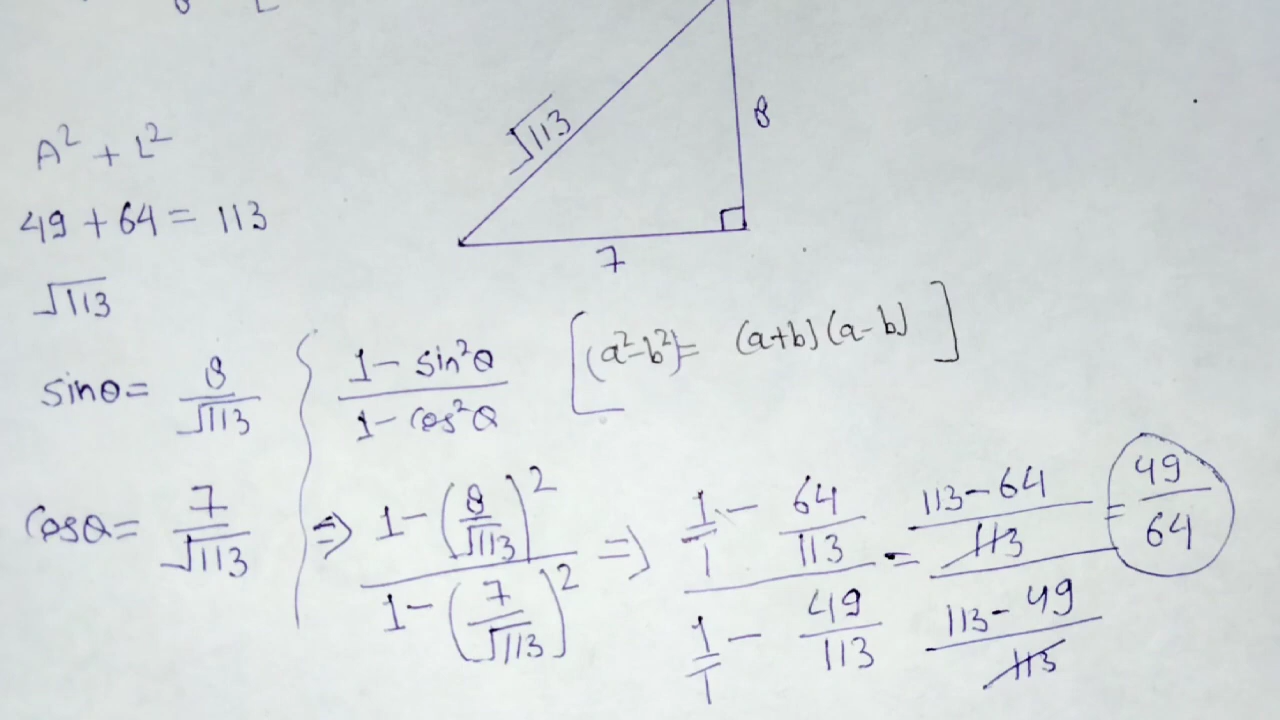 √113
8
7
A² + L²
49 + 64 = 113
√113
sinθ = 8/√113
cosθ = 7/√113
(1 - sin²θ)/(1 - cos²θ)
[(a² - b²) = (a+b)(a-b)]
⇒ (1 - (8/√113)²)/(1 - (7/√113)²) ⇒ (1/1 - 64/113)/(1/1 - 49/113) = ((113 - 64)/113)/((113 - 49)/113) = 49/64